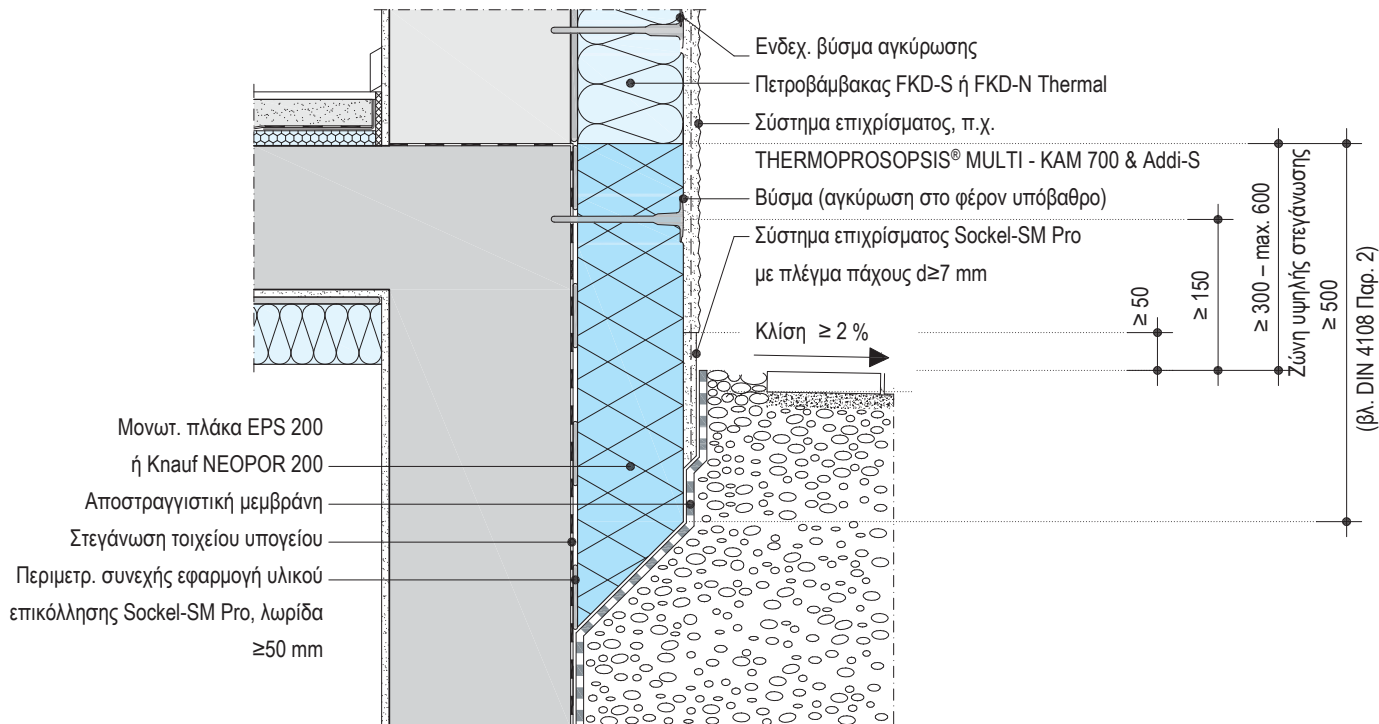 Ενδεχ. βύσμα αγκύρωσης
Πετροβάμβακας FKD-S ή FKD-N Thermal
Σύστημα επιχρίσματος, π.χ.
THERMOPROSOPSIS® MULTI - KAM 700 & Addi-S
Βύσμα (αγκύρωση στο φέρον υπόβαθρο)
Σύστημα επιχρίσματος Sockel-SM Pro
με πλέγμα πάχους d≥7 mm
Κλίση ≥ 2 %
≥ 50
≥ 150
≥ 300 – max. 600
Ζώνη υψηλής στεγάνωσης
≥ 500
(βλ. DIN 4108 Παρ. 2)
Μονωτ. πλάκα EPS 200
ή Knauf NEOPOR 200
Αποστραγγιστική μεμβράνη
Στεγάνωση τοιχείου υπογείου
Περιμετρ. συνεχής εφαρμογή υλικού
επικόλλησης Sockel-SM Pro, λωρίδα
≥50 mm